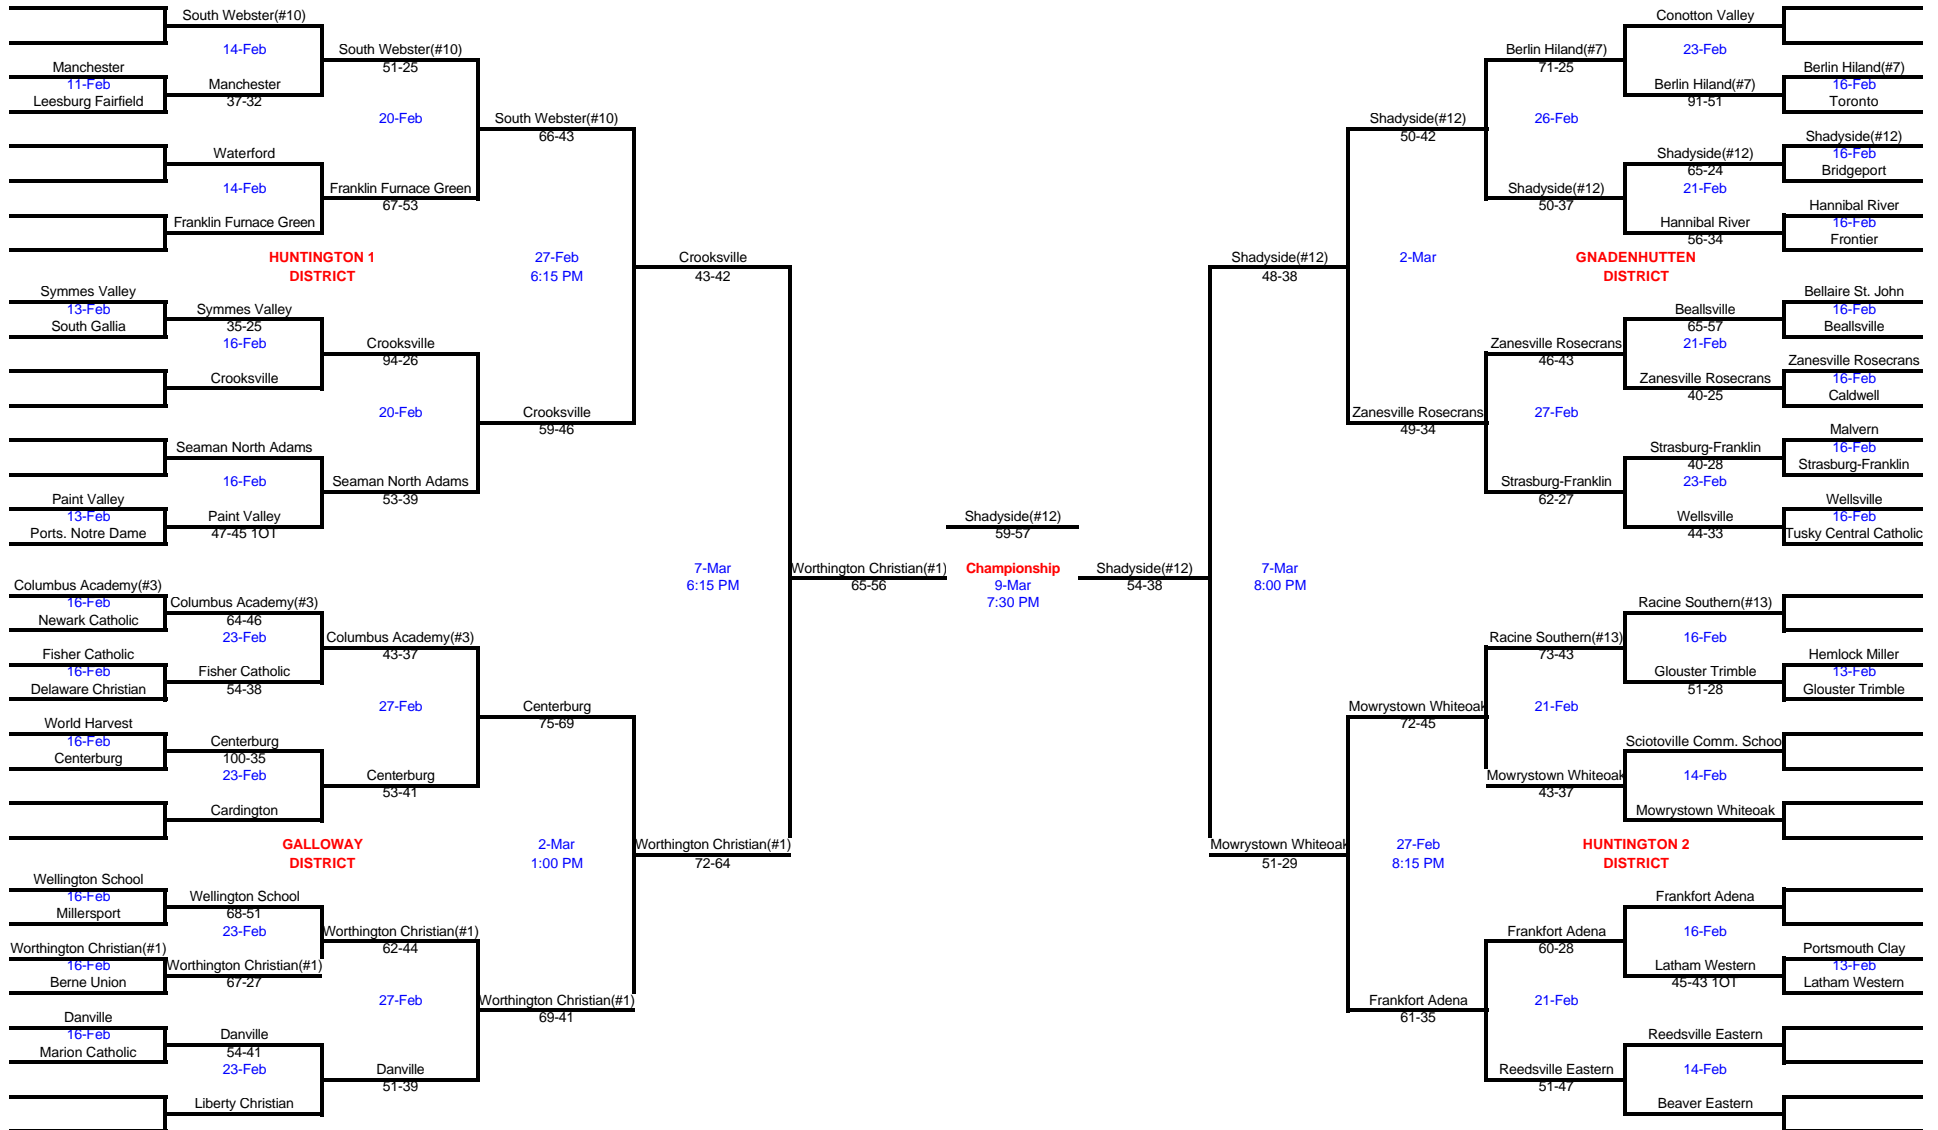 South Webster(#10)
14-Feb
South Webster(#10)
51-25
Manchester
11-Feb
Leesburg Fairfield
Manchester
37-32
20-Feb
South Webster(#10)
66-43
Waterford
14-Feb
Franklin Furnace Green
67-53
Franklin Furnace Green
HUNTINGTON 1
DISTRICT
27-Feb
6:15 PM
Crooksville
43-42
Symmes Valley
13-Feb
South Gallia
Symmes Valley
35-25
16-Feb
Crooksville
94-26
Crooksville
20-Feb
Crooksville
59-46
Seaman North Adams
16-Feb
Seaman North Adams
53-39
Paint Valley
13-Feb
Ports. Notre Dame
Paint Valley
47-45 1OT
7-Mar
6:15 PM
Worthington Christian(#1)
65-56
Columbus Academy(#3)
16-Feb
Newark Catholic
Columbus Academy(#3)
64-46
23-Feb
Columbus Academy(#3)
43-37
Fisher Catholic
16-Feb
Delaware Christian
Fisher Catholic
54-38
27-Feb
Centerburg
75-69
World Harvest
16-Feb
Centerburg
Centerburg
100-35
23-Feb
Centerburg
53-41
Cardington
GALLOWAY
DISTRICT
2-Mar
1:00 PM
Worthington Christian(#1)
72-64
Wellington School
16-Feb
Millersport
Wellington School
68-51
23-Feb
Worthington Christian(#1)
62-44
Worthington Christian(#1)
16-Feb
Berne Union
Worthington Christian(#1)
67-27
27-Feb
Worthington Christian(#1)
69-41
Danville
16-Feb
Marion Catholic
Danville
54-41
23-Feb
Danville
51-39
Liberty Christian
Shadyside(#12)
59-57
Championship
9-Mar
7:30 PM
Shadyside(#12)
54-38
7-Mar
8:00 PM
Conotton Valley
23-Feb
Berlin Hiland(#7)
71-25
Berlin Hiland(#7)
91-51
Berlin Hiland(#7)
16-Feb
Toronto
Shadyside(#12)
50-42
26-Feb
Shadyside(#12)
16-Feb
Bridgeport
Shadyside(#12)
65-24
21-Feb
Shadyside(#12)
50-37
Hannibal River
56-34
Hannibal River
16-Feb
Frontier
Shadyside(#12)
48-38
2-Mar
GNADENHUTTEN
DISTRICT
Bellaire St. John
16-Feb
Beallsville
Beallsville
65-57
21-Feb
Zanesville Rosecrans
46-43
Zanesville Rosecrans
40-25
Zanesville Rosecrans
16-Feb
Caldwell
Zanesville Rosecrans
49-34
27-Feb
Malvern
16-Feb
Strasburg-Franklin
Strasburg-Franklin
40-28
23-Feb
Strasburg-Franklin
62-27
Wellsville
44-33
Wellsville
16-Feb
Tusky Central Catholic
Racine Southern(#13)
16-Feb
Racine Southern(#13)
73-43
Glouster Trimble
51-28
Hemlock Miller
13-Feb
Glouster Trimble
Mowrystown Whiteoak
72-45
21-Feb
Sciotoville Comm. Schoo
14-Feb
Mowrystown Whiteoak
43-37
Mowrystown Whiteoak
Mowrystown Whiteoak
51-29
27-Feb
8:15 PM
HUNTINGTON 2
DISTRICT
Frankfort Adena
16-Feb
Frankfort Adena
60-28
Latham Western
45-43 1OT
Portsmouth Clay
13-Feb
Latham Western
Frankfort Adena
61-35
21-Feb
Reedsville Eastern
14-Feb
Reedsville Eastern
51-47
Beaver Eastern